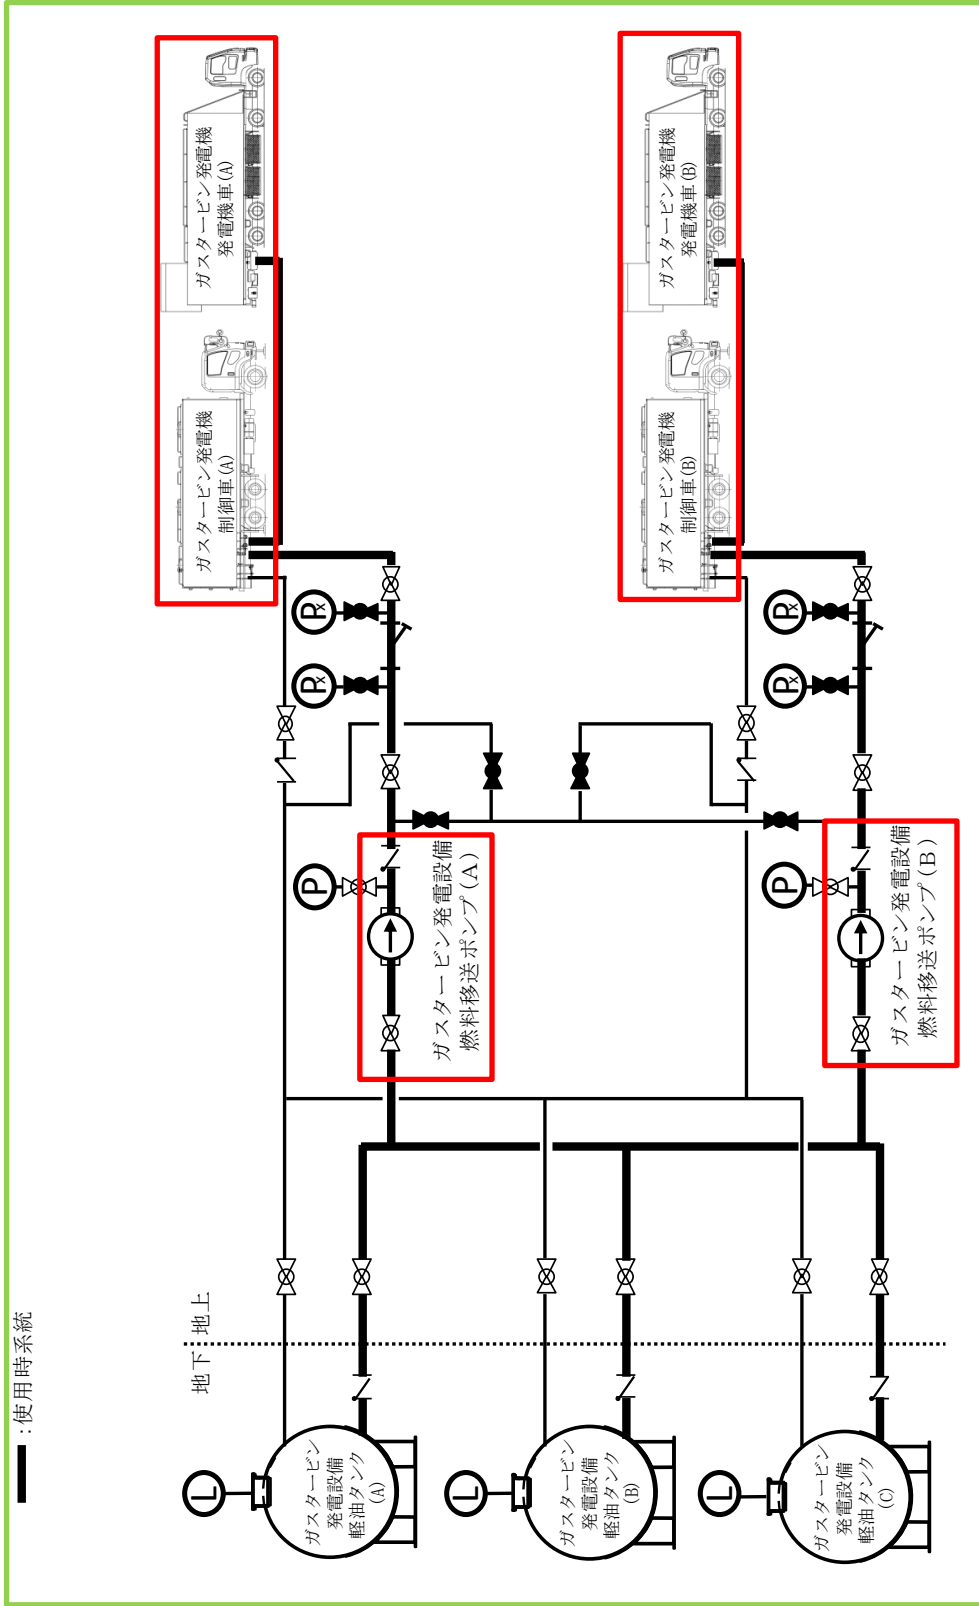 ：使用時系統
地下
地上
L
ガスタービン
発電設備
軽油タンク
(A)
L
ガスタービン
発電設備
軽油タンク
(B)
L
ガスタービン
発電設備
軽油タンク
(C)
P
ガスタービン発電設備
燃料移送ポンプ(A)
P
ガスタービン発電設備
燃料移送ポンプ(B)
Px
Px
Px
Px
ガスタービン発電機
制御車(A)
ガスタービン発電機
発電機車(A)
ガスタービン発電機
制御車(B)
ガスタービン発電機
発電機車(B)